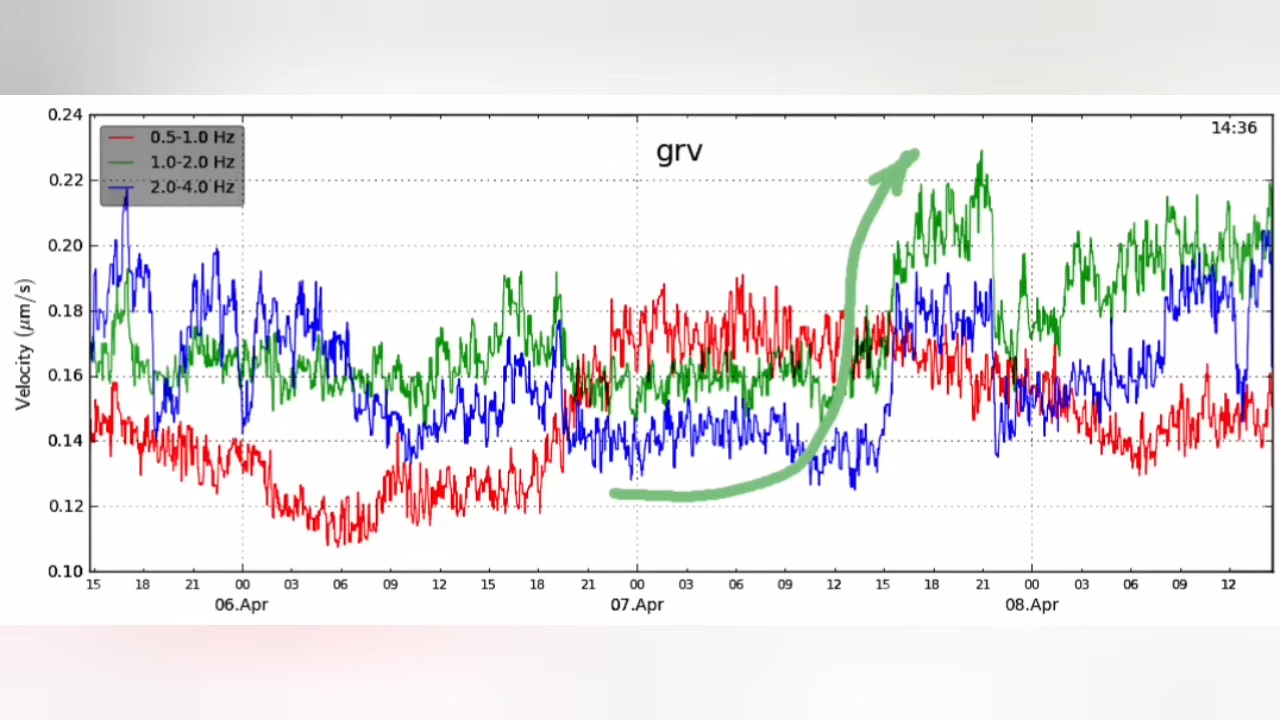 0.24
0.22
0.20
0.18
0.16
0.14
0.12
0.10
Velocity (μm/s)
0.5-1.0 Hz
1.0-2.0 Hz
2.0-4.0 Hz
grv
14:36
15 18 21 00 03 06 09 12 15 18 21 00 03 06 09 12 15 18 21 00 03 06 09 12
06.Apr 07.Apr 08.Apr